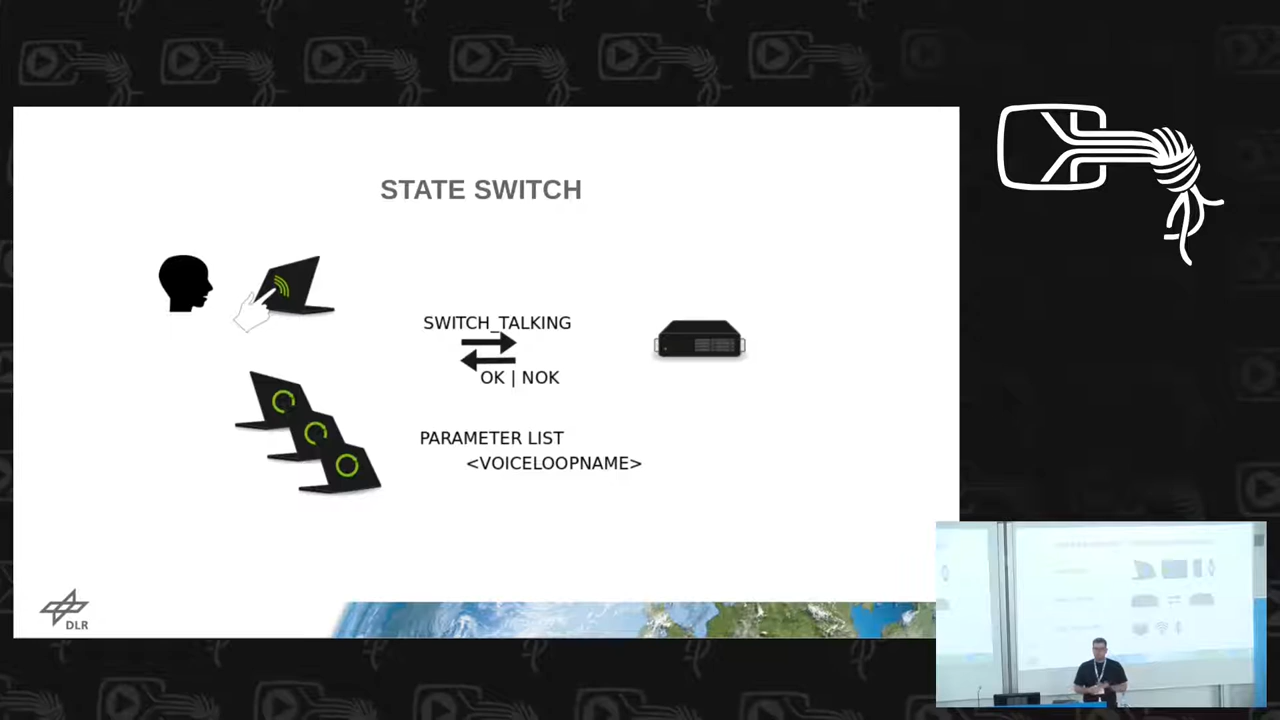 STATE SWITCH
SWITCH_TALKING
OK | NOK
PARAMETER LIST
<VOICELOOPNAME>
DLR